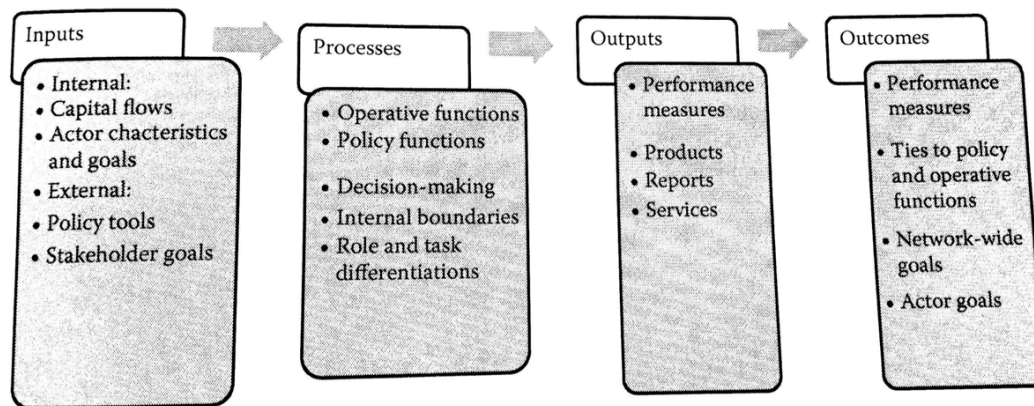 Inputs
• Internal:
• Capital flows
• Actor chacteristics
and goals
• External:
• Policy tools
• Stakeholder goals
Processes
• Operative functions
• Policy functions
• Decision-making
• Internal boundaries
• Role and task
differentiations
Outputs
• Performance
measures
• Products
• Reports
• Services
Outcomes
• Performance
measures
• Ties to policy
and operative
functions
• Network-wide
goals
• Actor goals